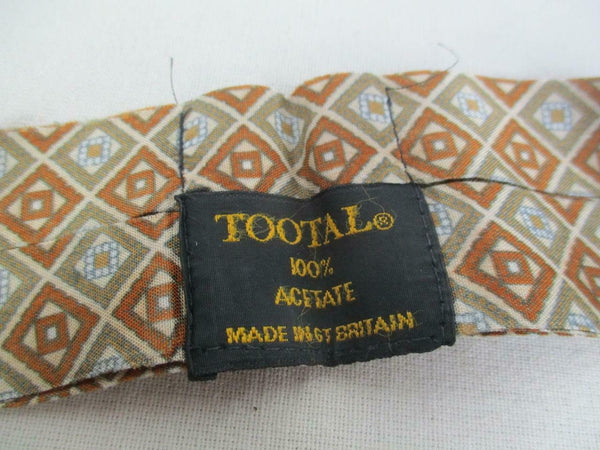 TOOTAL®
100%
ACETATE
MADE IN GT BRITAIN